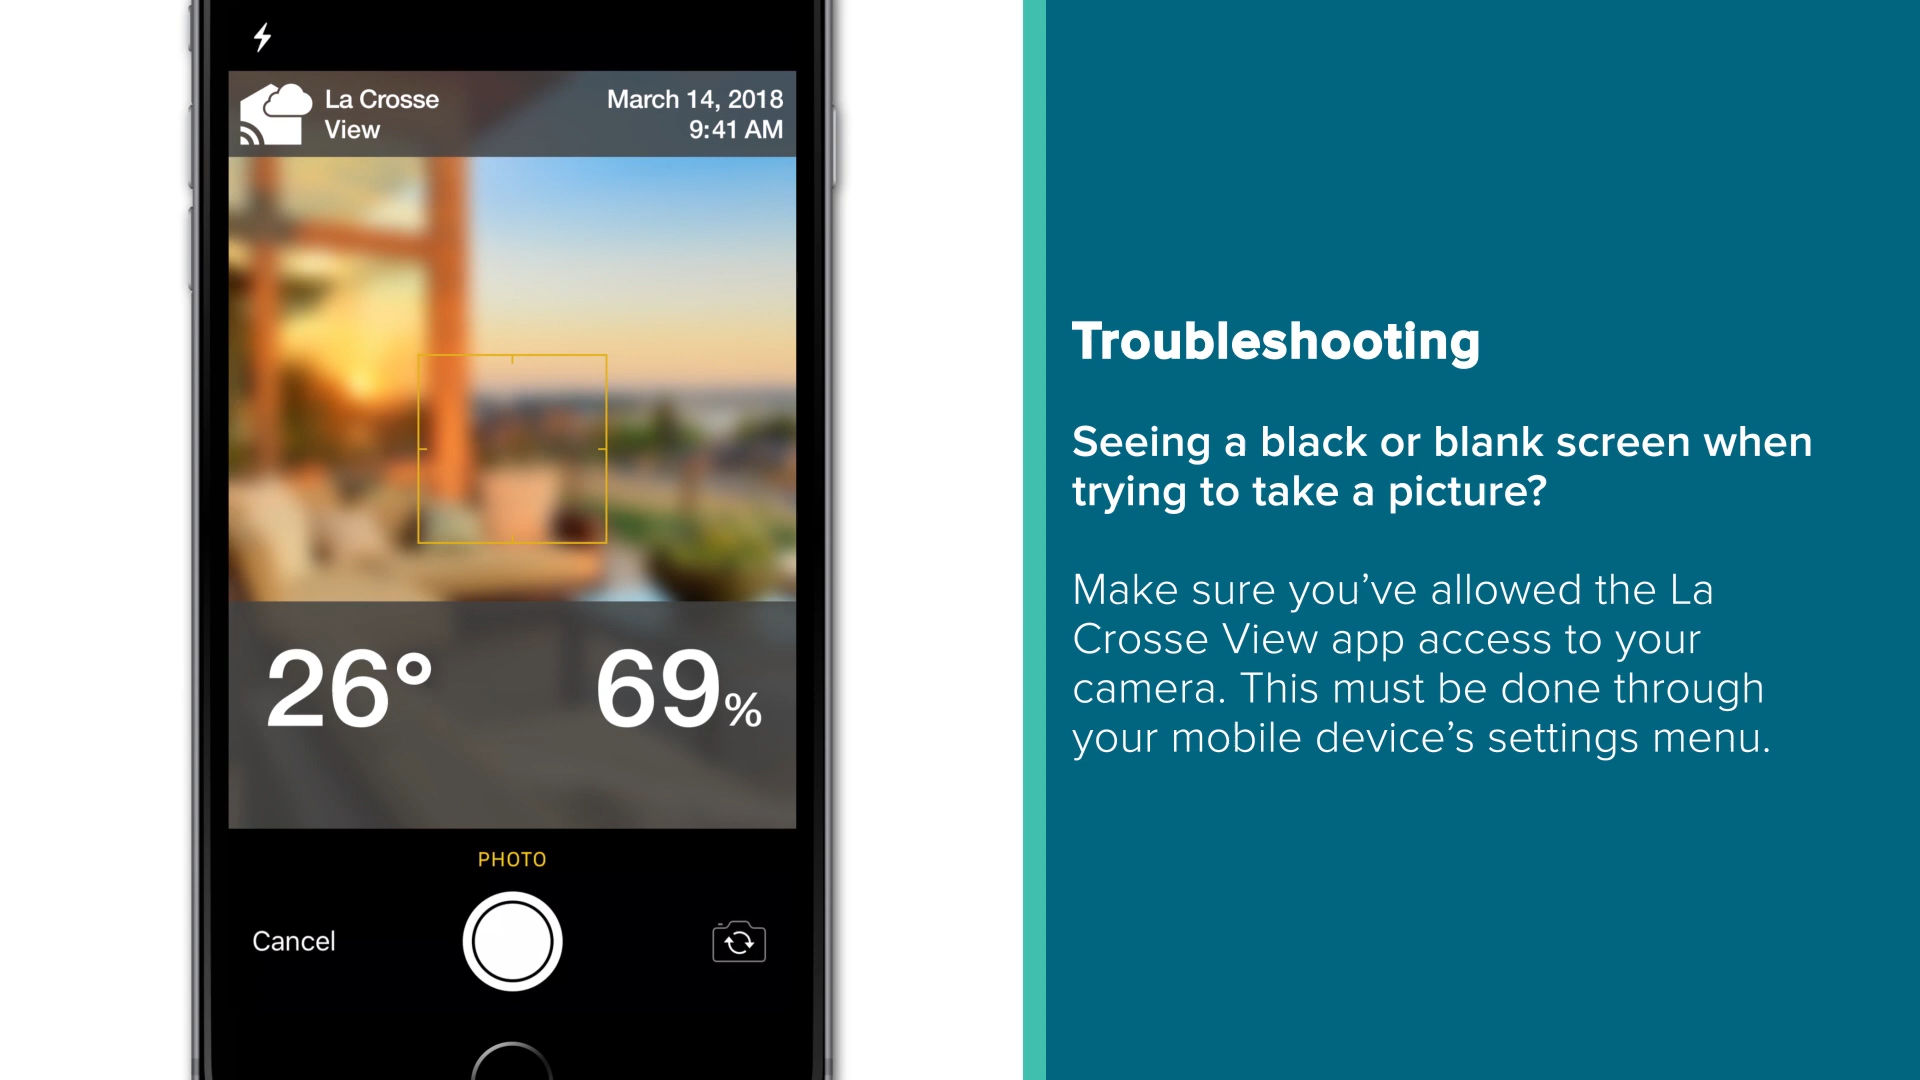 La Crosse
View
March 14, 2018
9:41 AM
26°
69%
PHOTO
Cancel
Troubleshooting
Seeing a black or blank screen when
trying to take a picture?
Make sure you’ve allowed the La
Crosse View app access to your
camera. This must be done through
your mobile device’s settings menu.